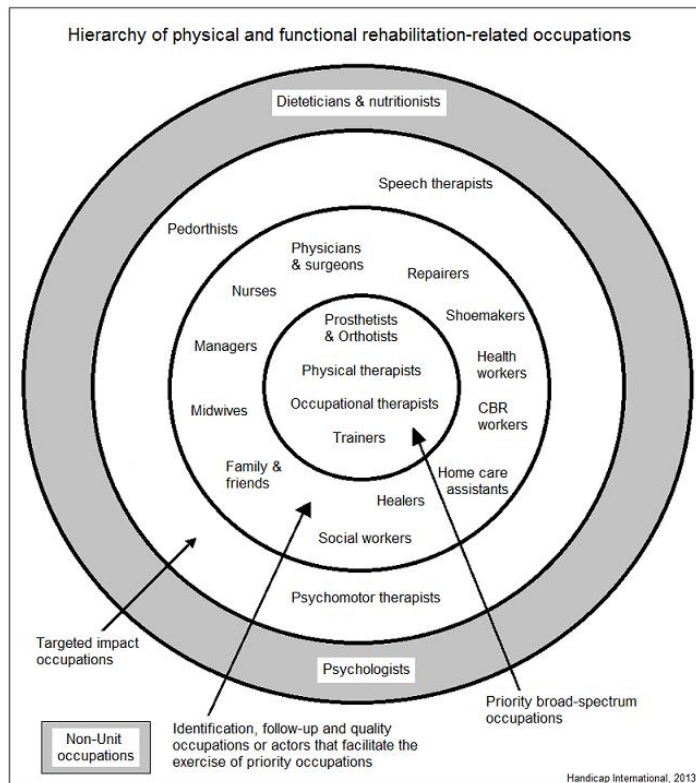 Hierarchy of physical and functional rehabilitation-related occupations
Dieteticians & nutritionists
Speech therapists
Pedorthists
Physicians
& surgeons
Repairers
Nurses
Prosthetists
& Orthotists
Shoemakers
Managers
Health
workers
Physical therapists
Occupational therapists
Midwives
CBR
workers
Trainers
Family &
friends
Home care
assistants
Healers
Social workers
Psychomotor therapists
Targeted impact
occupations
Psychologists
Priority broad-spectrum
occupations
Identification, follow-up and quality
occupations or actors that facilitate the
exercise of priority occupations
Non-Unit
occupations
Handicap International, 2013